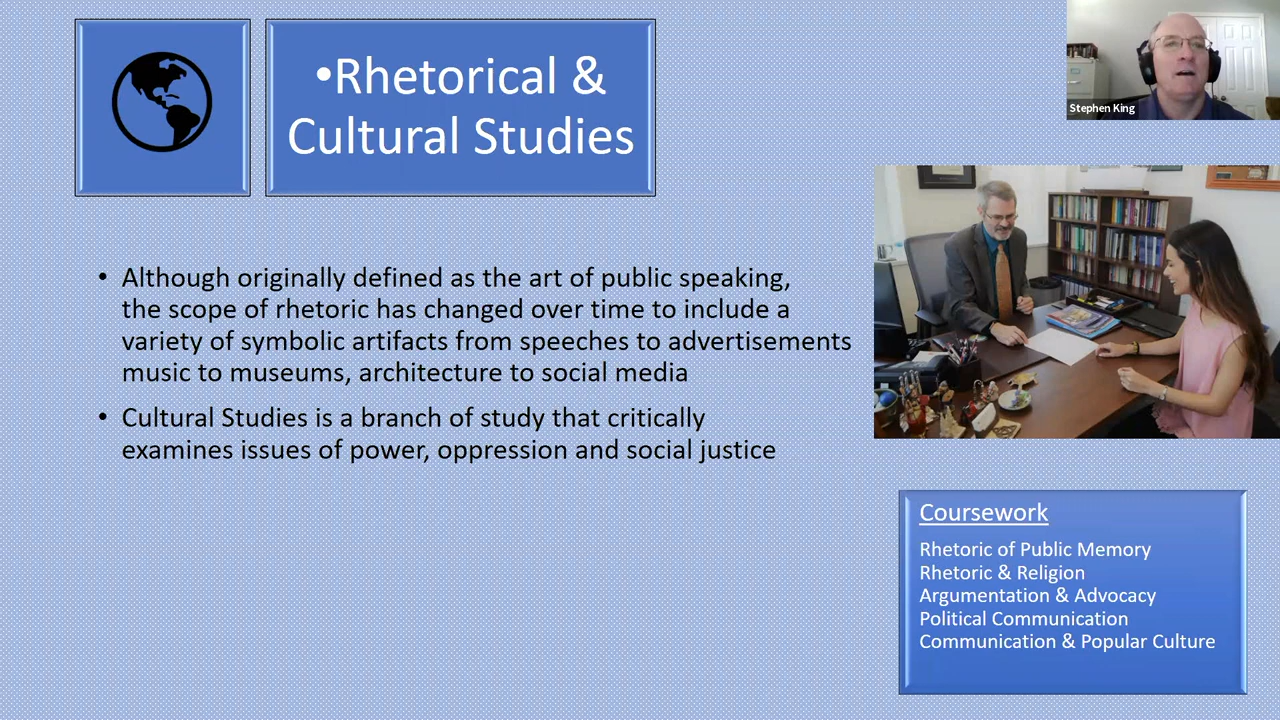 •Rhetorical &
Cultural Studies
Stephen King
• Although originally defined as the art of public speaking,
the scope of rhetoric has changed over time to include a
variety of symbolic artifacts from speeches to advertisements
music to museums, architecture to social media
• Cultural Studies is a branch of study that critically
examines issues of power, oppression and social justice
Coursework
Rhetoric of Public Memory
Rhetoric & Religion
Argumentation & Advocacy
Political Communication
Communication & Popular Culture